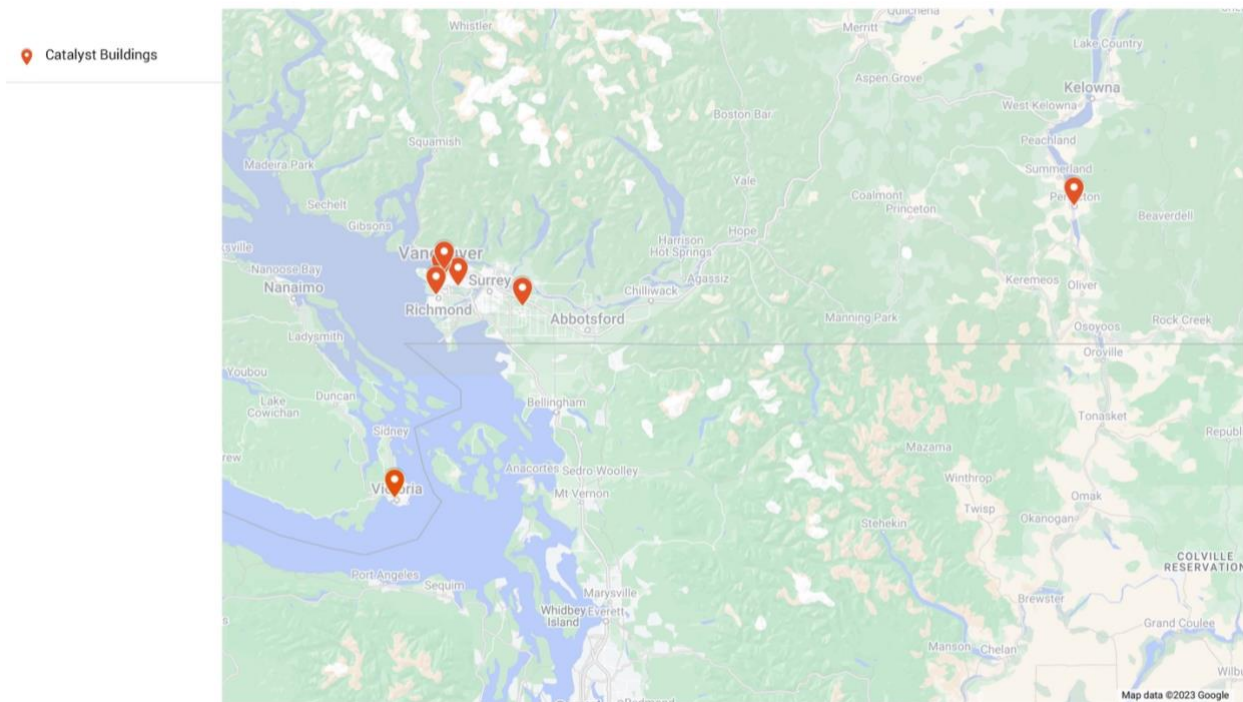 Catalyst Buildings
Quilchena
Whistler
Merritt
Lake Country
Aspen Grove
Kelowna
West Kelowna
Boston Bar
Squamish
Peachland
Madeira Park
Summerland
Yale
Coalmont
Princeton
Sechelt
Beaverdell
Gibsons
Hope
Harrison
Hot Springs
Nanoose Bay
Surrey
Agassiz
Keremeos
Oliver
Nanaimo
Chilliwack
Richmond
Abbotsford
Manning Park
Rock Creek
Osoyoos
Ladysmith
Oroville
Youbou
Duncan
Bellingham
Lake
Cowichan
Tonasket
Sidney
Mazama
Anacortes
Sedro Woolley
Winthrop
Mt Vernon
Omak
Twisp
Okanogan
Stehekin
COLVILLE
RESERVATION
Port Angeles
Sequim
Marysville
Brewster
Whidbey
Island
Everett
Grand Coulee
Manson
Chelan
Map data ©2023 Google